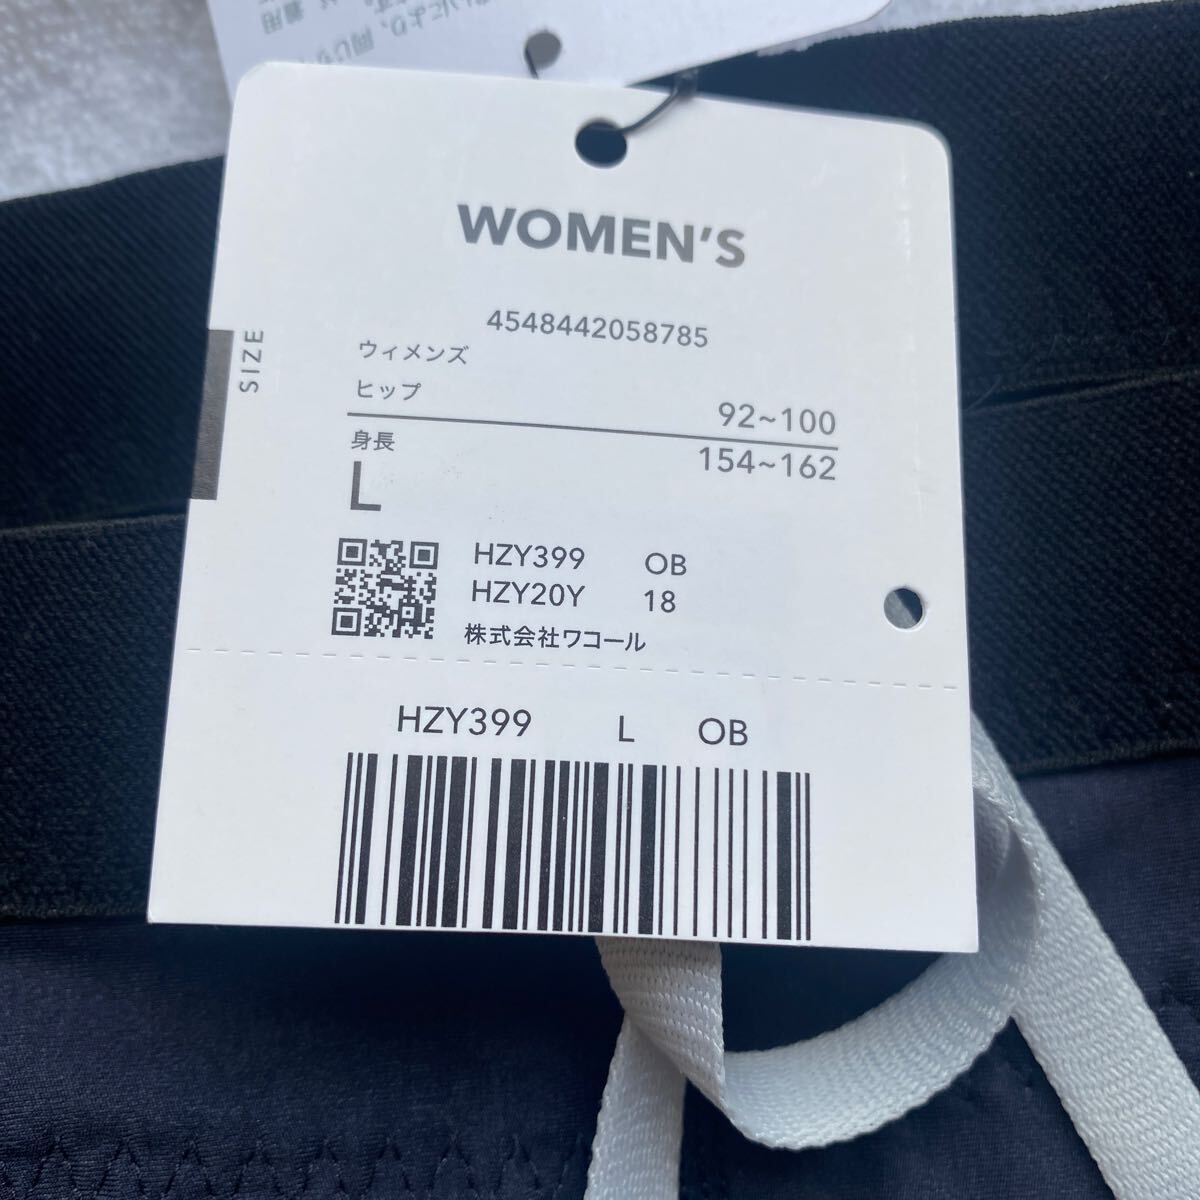 WOMEN'S
4548442058785
SIZE
ウィメンズ
ヒップ
92~100
身長
154~162
L
HZY399 OB
HZY20Y 18
株式会社ワコール
HZY399 L OB